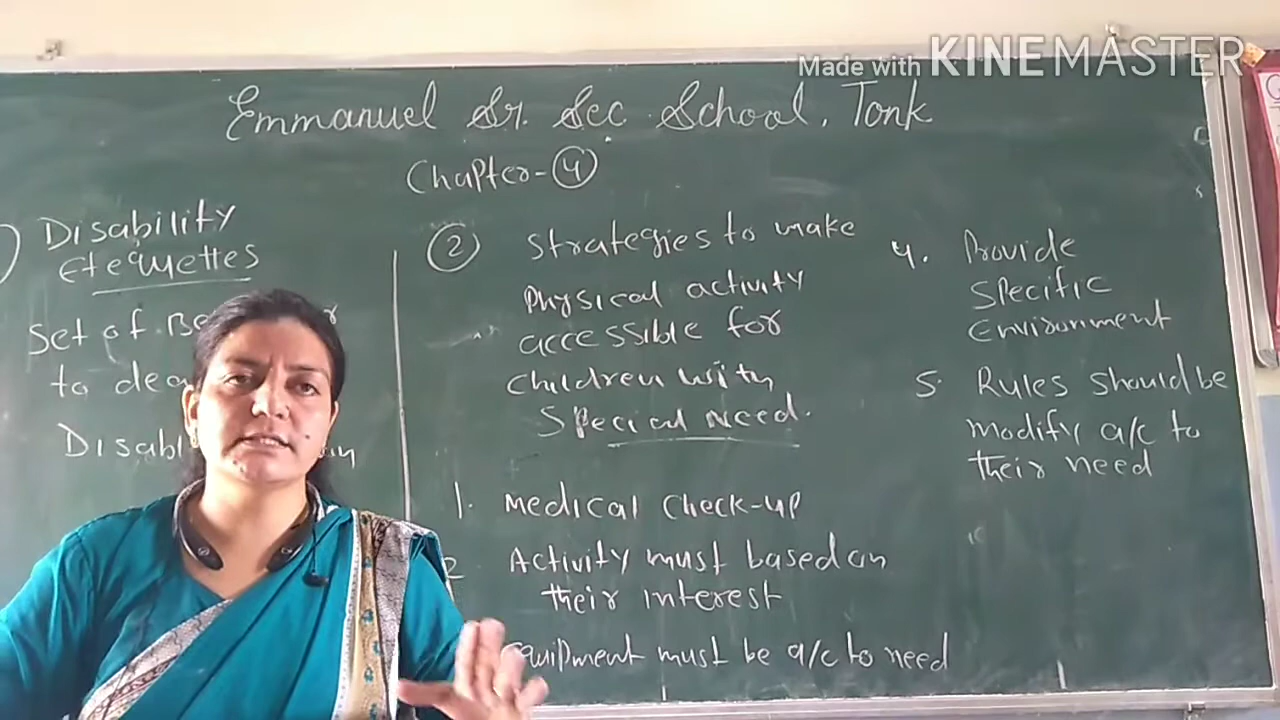 Made with KINEMASTER
Emmanuel Sr. Sec. School, Tonk
Chapter-4
Disability
Etequettes
Set of
to
2 Strategies to make
Physical activity
accessible for
Children with
Special Need.
1. Medical Check-up
2 Activity must based on
their interest
equipment must be a/c to need
4. Provide
Specific
Environment
5. Rules should be
modify a/c to
their need